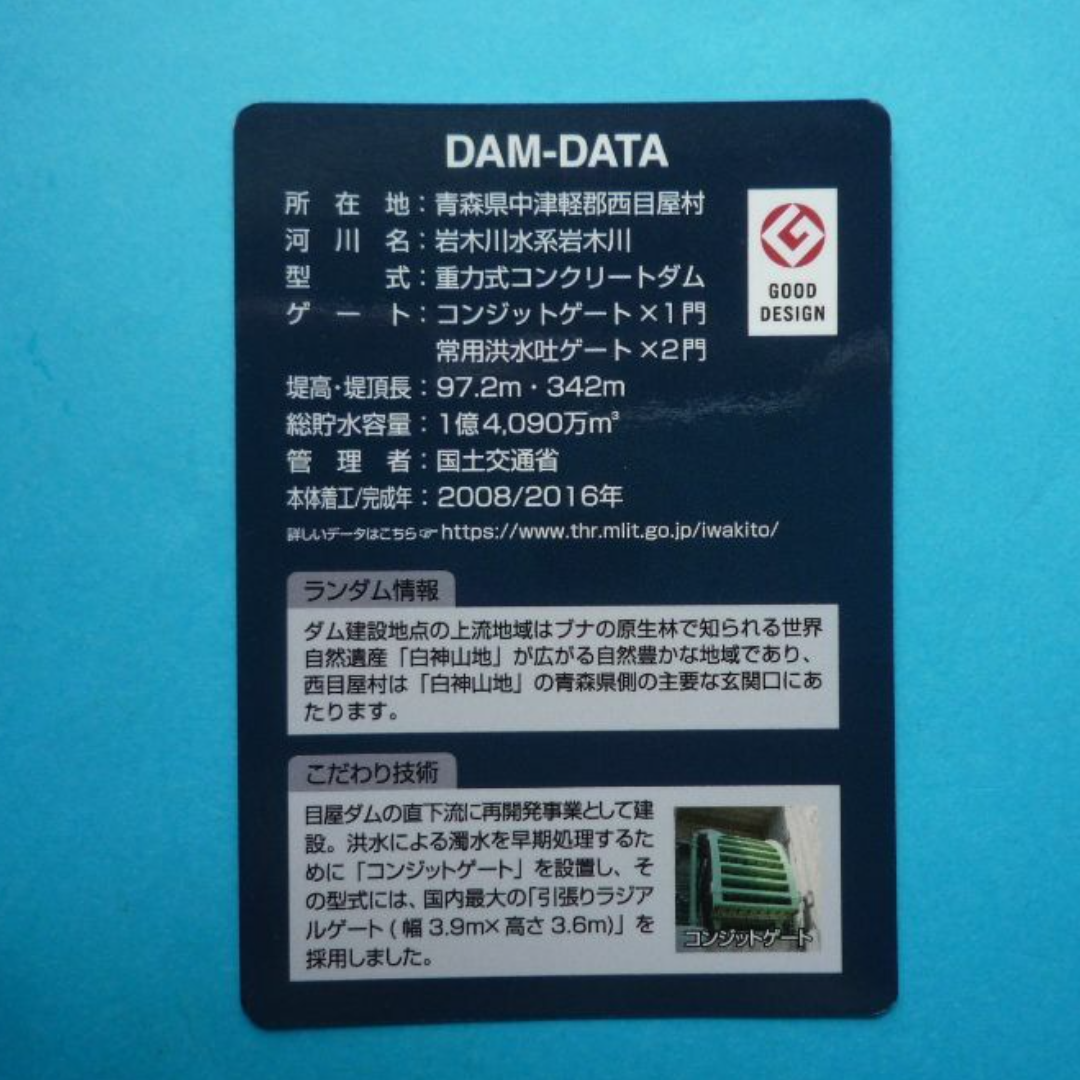 DAM-DATA
所在地：青森県中津軽郡西目屋村
河川名：岩木川水系岩木川
型式：重力式コンクリートダム
ゲート：コンジットゲート×1門
常用洪水吐ゲート×2門
堤高・堤頂長：97.2m・342m
総貯水容量：1億4,090万m³
管理者：国土交通省
本体着工/完成年：2008/2016年
詳しいデータはこちら☞https://www.thr.mlit.go.jp/iwakito/
GOOD
DESIGN
ランダム情報
ダム建設地点の上流地域はブナの原生林で知られる世界
自然遺産「白神山地」が広がる自然豊かな地域であり、
西目屋村は「白神山地」の青森県側の主要な玄関口にあ
たります。
こだわり技術
目屋ダムの直下流に再開発事業として建
設。洪水による濁水を早期処理するた
めに「コンジットゲート」を設置し、そ
の型式には、国内最大の「引張りラジア
ルゲート(幅3.9m×高さ3.6m)」を
採用しました。
コンジットゲート